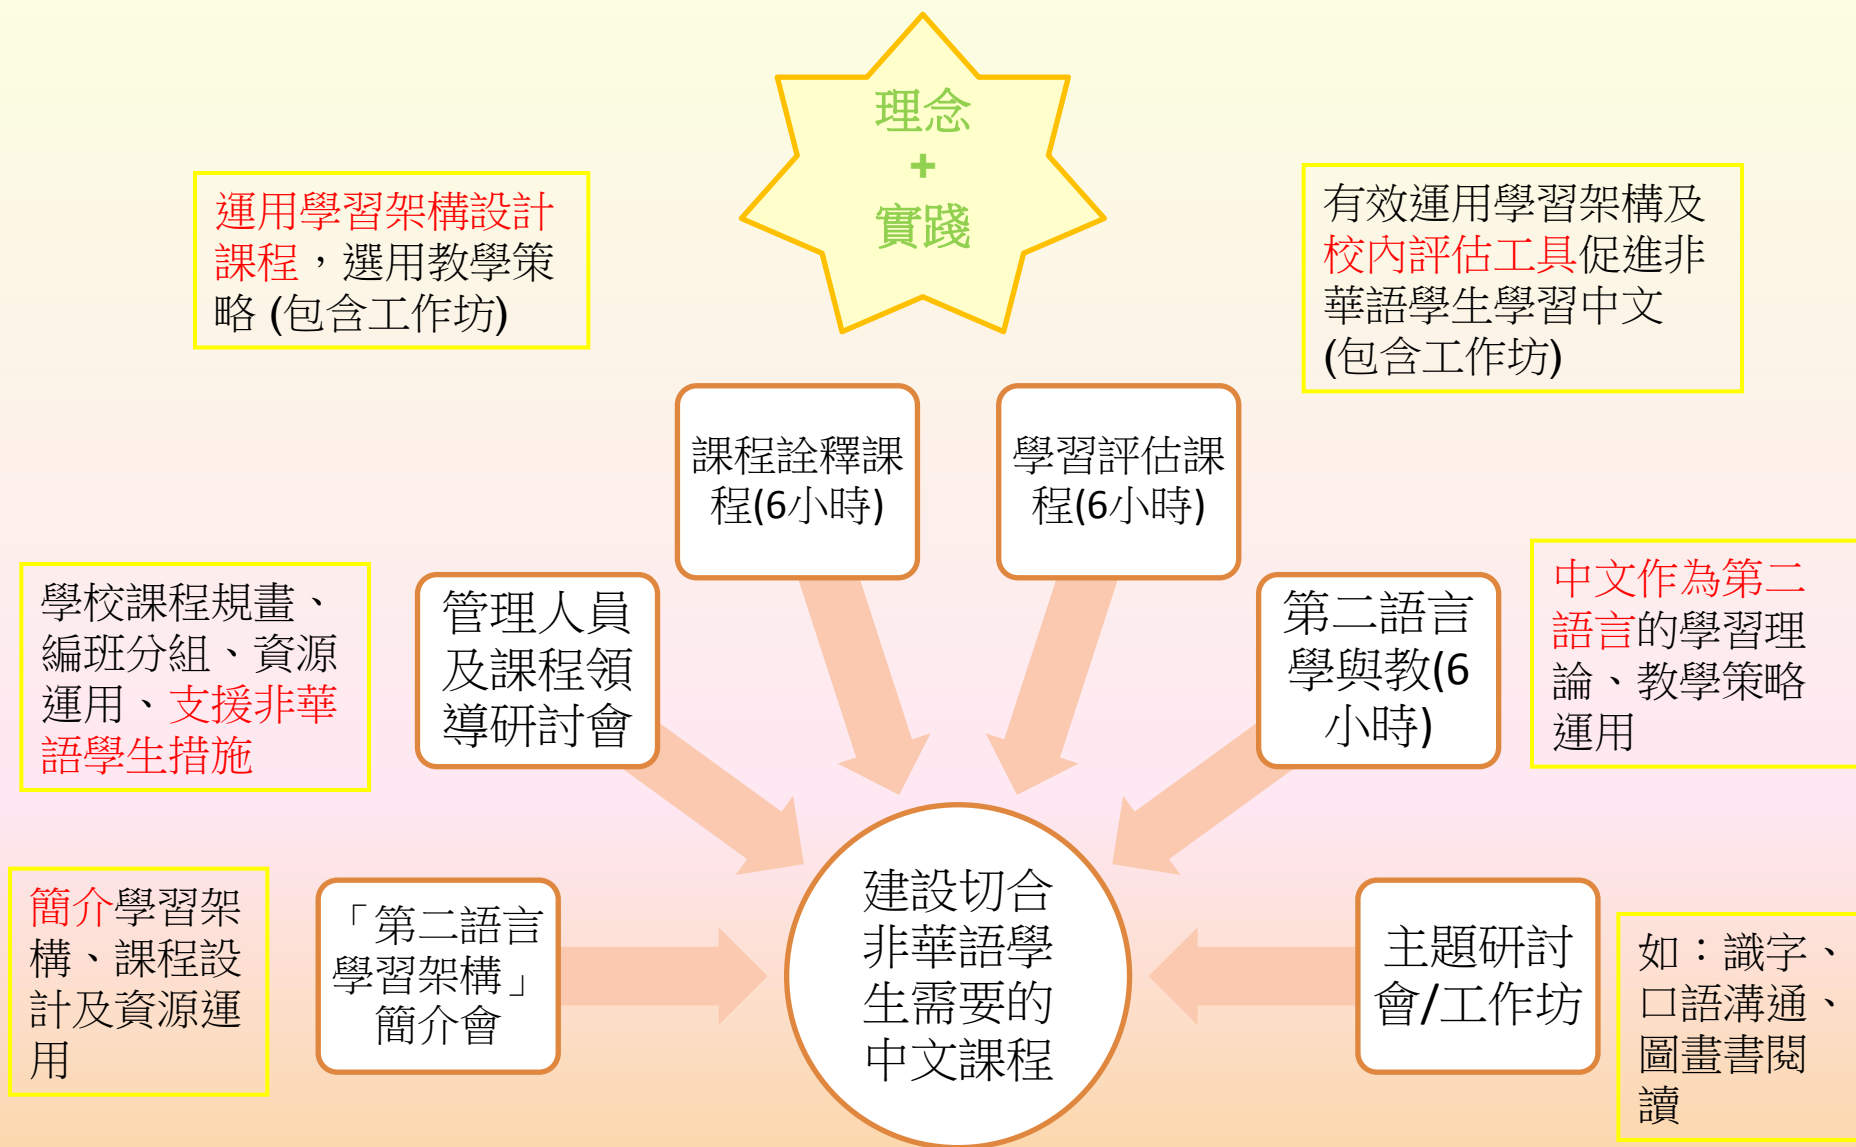 理念
+
實踐
運用學習架構設計
課程，選用教學策
略 (包含工作坊)
有效運用學習架構及
校內評估工具促進非
華語學生學習中文
(包含工作坊)
課程詮釋課
程(6小時)
學習評估課
程(6小時)
學校課程規畫、
編班分組、資源
運用、支援非華
語學生措施
管理人員
及課程領
導研討會
第二語言
學與教(6
小時)
中文作為第二
語言的學習理
論、教學策略
運用
簡介學習架
構、課程設
計及資源運
用
「第二語言
學習架構」
簡介會
建設切合
非華語學
生需要的
中文課程
主題研討
會/工作坊
如：識字、
口語溝通、
圖畫書閱
讀